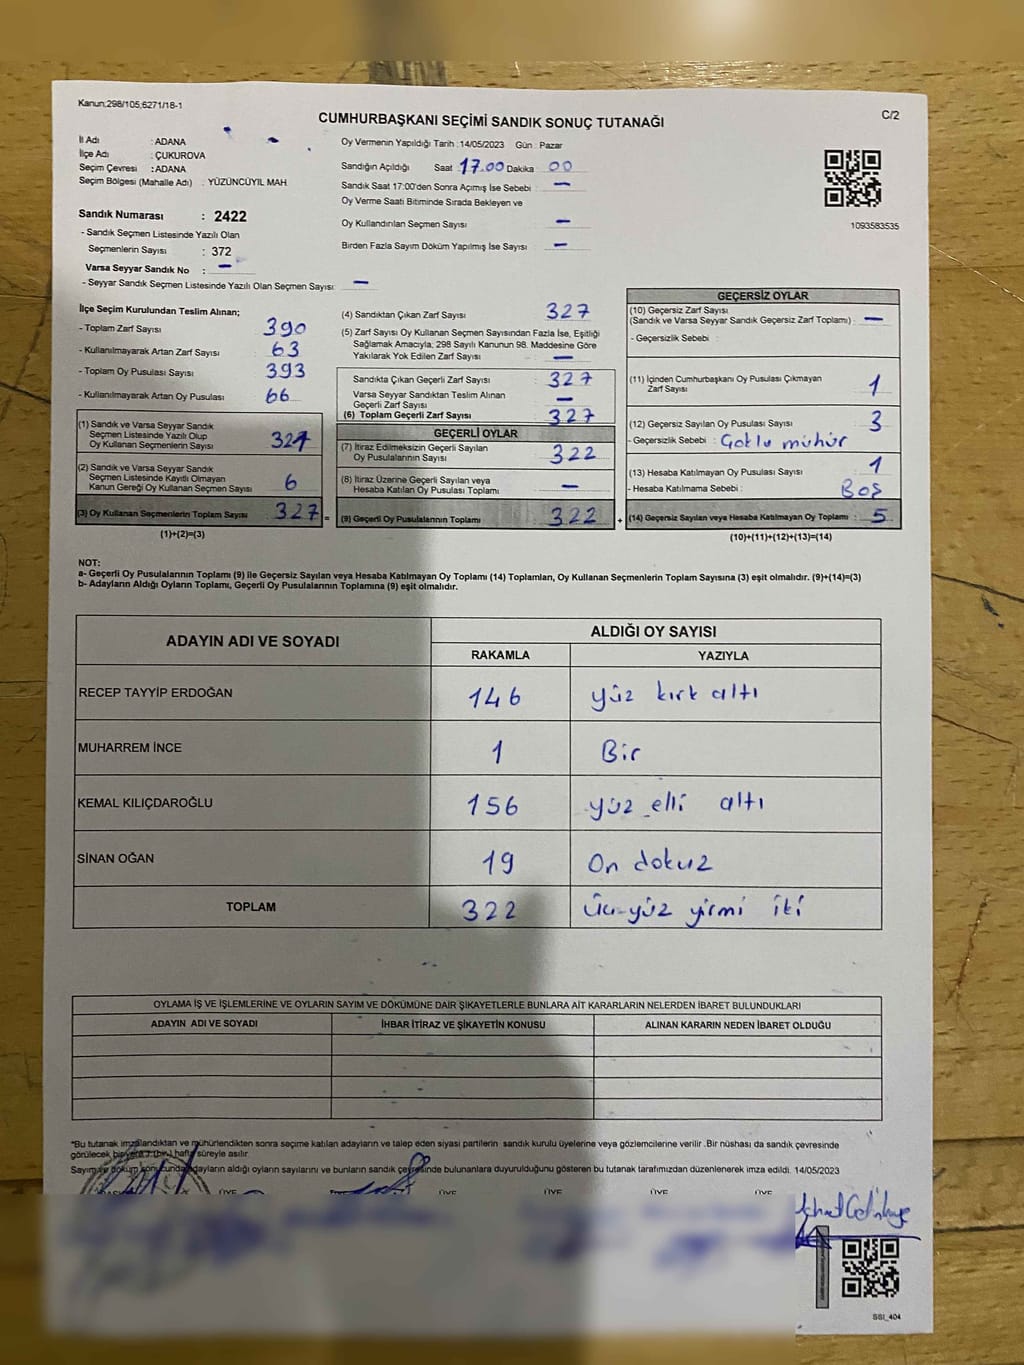 Kanun;298/105;6271/18-1
C/2
CUMHURBAŞKANI SEÇİMİ SANDIK SONUÇ TUTANAĞI
İl Adı : ADANA
İlçe Adı : ÇUKUROVA
Seçim Çevresi : ADANA
Seçim Bölgesi (Mahalle Adı) : YÜZÜNCÜYIL MAH.
Sandık Numarası : 2422
- Sandık Seçmen Listesinde Yazılı Olan
Seçmenlerin Sayısı : 372
Varsa Seyyar Sandık No : -
- Seyyar Sandık Seçmen Listesinde Yazılı Olan Seçmen Sayısı: -
Oy Vermenin Yapıldığı Tarih :14/05/2023 Gün : Pazar
Sandığın Açıldığı Saat 17.00 Dakika 00
Sandık Saat 17:00'den Sonra Açımış İse Sebebi : -
Oy Verme Saati Bitiminde Sırada Bekleyen ve
Oy Kullandırılan Seçmen Sayısı -
Birden Fazla Sayım Döküm Yapılmış İse Sayısı -
1093583535
İlçe Seçim Kurulundan Teslim Alınan;
- Toplam Zarf Sayısı 390
- Kullanılmayarak Artan Zarf Sayısı 63
- Toplam Oy Pusulası Sayısı 393
- Kullanılmayarak Artan Oy Pusulası 66
(1) Sandık ve Varsa Seyyar Sandık
Seçmen Listesinde Yazılı Olup
Oy Kullanan Seçmenlerin Sayısı
(2) Sandık ve Varsa Seyyar Sandık
Seçmen Listesinde Kayıtlı Olmayan
Kanun Gereği Oy Kullanan Seçmen Sayısı 6
(3) Oy Kullanan Seçmenlerin Toplam Sayısı 327 =
(1)+(2)=(3)
(4) Sandıktan Çıkan Zarf Sayısı 327
(5) Zarf Sayısı Oy Kullanan Seçmen Sayısından Fazla İse, Eşitliği
Sağlamak Amacıyla; 298 Sayılı Kanunun 98. Maddesine Göre
Yakılarak Yok Edilen Zarf Sayısı -
Sandıkta Çıkan Geçerli Zarf Sayısı 327
Varsa Seyyar Sandıktan Teslim Alınan
Geçerli Zarf Sayısı -
(6) Toplam Geçerli Zarf Sayısı 327
GEÇERLİ OYLAR
(7) İtiraz Edilmeksizin Geçerli Sayılan
Oy Pusulalarının Sayısı 322
(8) İtiraz Üzerine Geçerli Sayılan veya
Hesaba Katılan Oy Pusulası Toplamı -
(9) Geçerli Oy Pusulalarının Toplamı 322 +
GEÇERSİZ OYLAR
(10) Geçersiz Zarf Sayısı
(Sandık ve Varsa Seyyar Sandık Geçersiz Zarf Toplamı) : -
- Geçersizlik Sebebi :
(11) İçinden Cumhurbaşkanı Oy Pusulası Çıkmayan
Zarf Sayısı 1
(12) Geçersiz Sayılan Oy Pusulası Sayısı 3
- Geçersizlik Sebebi : Çoklu mühür
(13) Hesaba Katılmayan Oy Pusulası Sayısı 1
- Hesaba Katılmama Sebebi : Boş
(14) Geçersiz Sayılan veya Hesaba Katılmayan Oy Toplamı : 5
(10)+(11)+(12)+(13)=(14)
NOT:
a- Geçerli Oy Pusulalarının Toplamı (9) ile Geçersiz Sayılan veya Hesaba Katılmayan Oy Toplamı (14) Toplamları, Oy Kullanan Seçmenlerin Toplam Sayısına (3) eşit olmalıdır. (9)+(14)=(3)
b- Adayların Aldığı Oyların Toplamı, Geçerli Oy Pusulalarının Toplamına (9) eşit olmalıdır.
ADAYIN ADI VE SOYADI
ALDIĞI OY SAYISI
RAKAMLA YAZIYLA
RECEP TAYYİP ERDOĞAN 146 yüz kırk altı
MUHARREM İNCE 1 Bir
KEMAL KILIÇDAROĞLU 156 yüz elli altı
SİNAN OĞAN 19 On dokuz
TOPLAM 322 Üç yüz yirmi iki
OYLAMA İŞ VE İŞLEMLERİNE VE OYLARIN SAYIM VE DÖKÜMÜNE DAİR ŞİKAYETLERLE BUNLARA AİT KARARLARIN NELERDEN İBARET BULUNDUKLARI
ADAYIN ADI VE SOYADI İHBAR İTİRAZ VE ŞİKAYETİN KONUSU ALINAN KARARIN NEDEN İBARET OLDUĞU
*Bu tutanak imzalandıktan ve mühürlendikten sonra seçime katılan adayların ve talep eden siyasi partilerin sandık kurulu üyelerine veya gözlemcilerine verilir .Bir nüshası da sandık çevresinde
görülecek bir yere 7 (bir) hafta süreyle asılır.
Sayım ve döküm sonucunda adayların aldığı oyların sayılarını ve bunların sandık çevresinde bulunanlara duyurulduğunu gösteren bu tutanak tarafımızdan düzenlenerek imza edildi. 14/05/2023
ÜYE ÜYE ÜYE ÜYE ÜYE
SSI_404